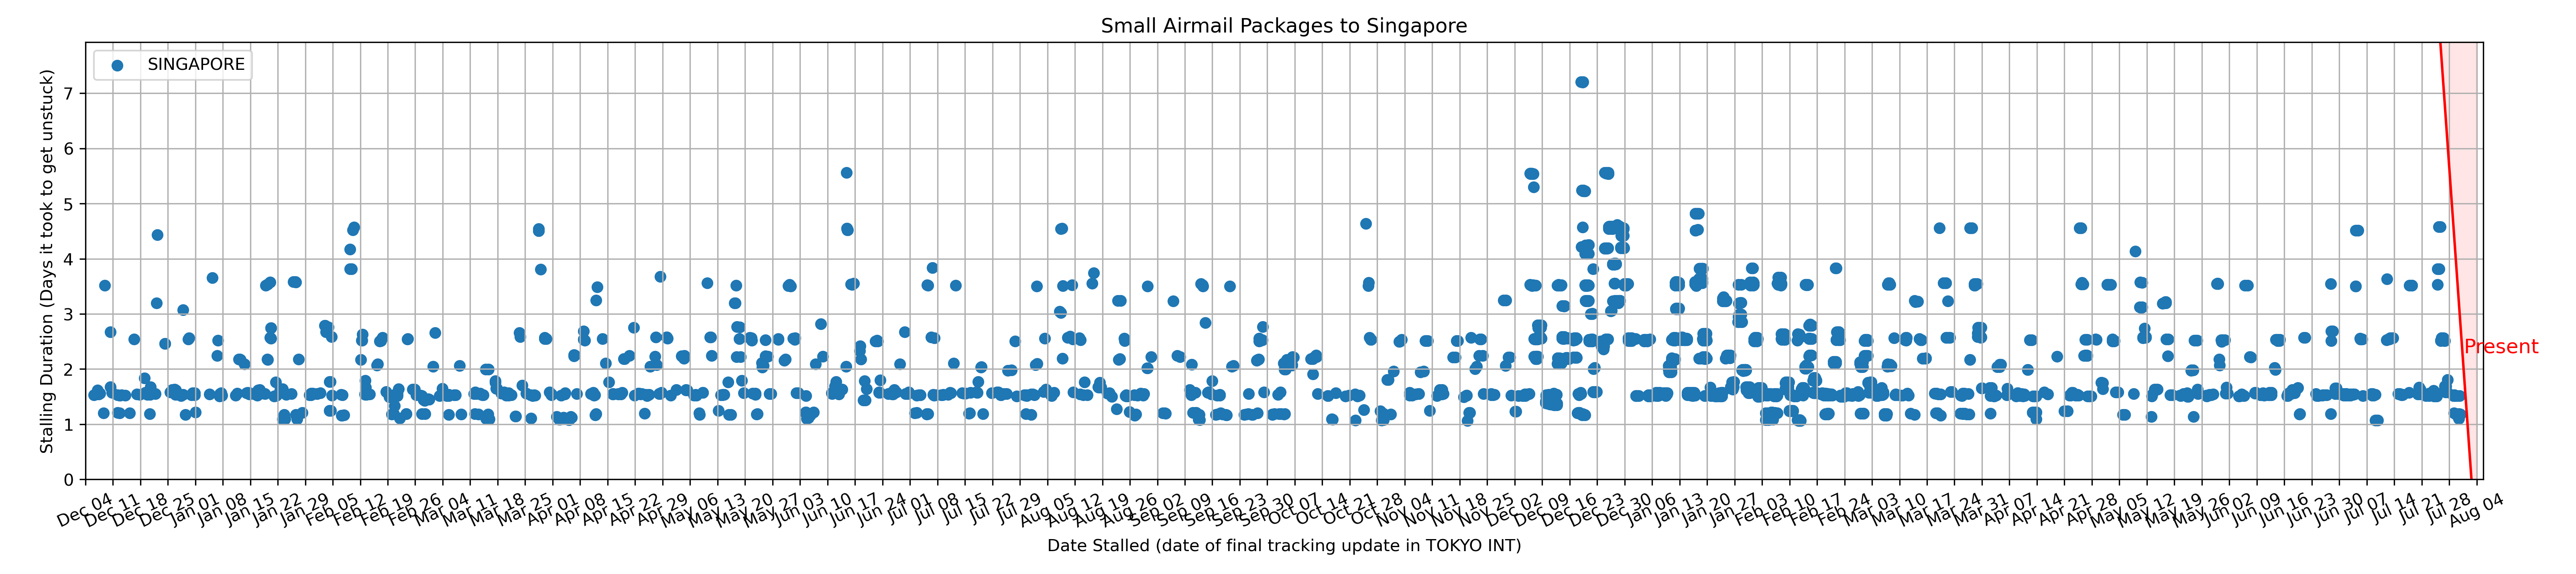 Small Airmail Packages to Singapore
SINGAPORE
Stalling Duration (Days it took to get unstuck)
7
6
5
4
3
2
1
0
Present
Dec 04
Dec 11
Dec 18
Dec 25
Jan 01
Jan 08
Jan 15
Jan 22
Jan 29
Feb 05
Feb 12
Feb 19
Feb 26
Mar 04
Mar 11
Mar 18
Mar 25
Apr 01
Apr 08
Apr 15
Apr 22
Apr 29
May 06
May 13
May 20
May 27
Jun 03
Jun 10
Jun 17
Jun 24
Jul 01
Jul 08
Jul 15
Jul 22
Jul 29
Aug 05
Aug 12
Aug 19
Aug 26
Sep 02
Sep 09
Sep 16
Sep 23
Sep 30
Oct 07
Oct 14
Oct 21
Oct 28
Nov 04
Nov 11
Nov 18
Nov 25
Dec 02
Dec 09
Dec 16
Dec 23
Dec 30
Jan 06
Jan 13
Jan 20
Jan 27
Feb 03
Feb 10
Feb 17
Feb 24
Mar 03
Mar 10
Mar 17
Mar 24
Mar 31
Apr 07
Apr 14
Apr 21
Apr 28
May 05
May 12
May 19
May 26
Jun 02
Jun 09
Jun 16
Jun 23
Jun 30
Jul 07
Jul 14
Jul 21
Jul 28
Aug 04
Date Stalled (date of final tracking update in TOKYO INT)